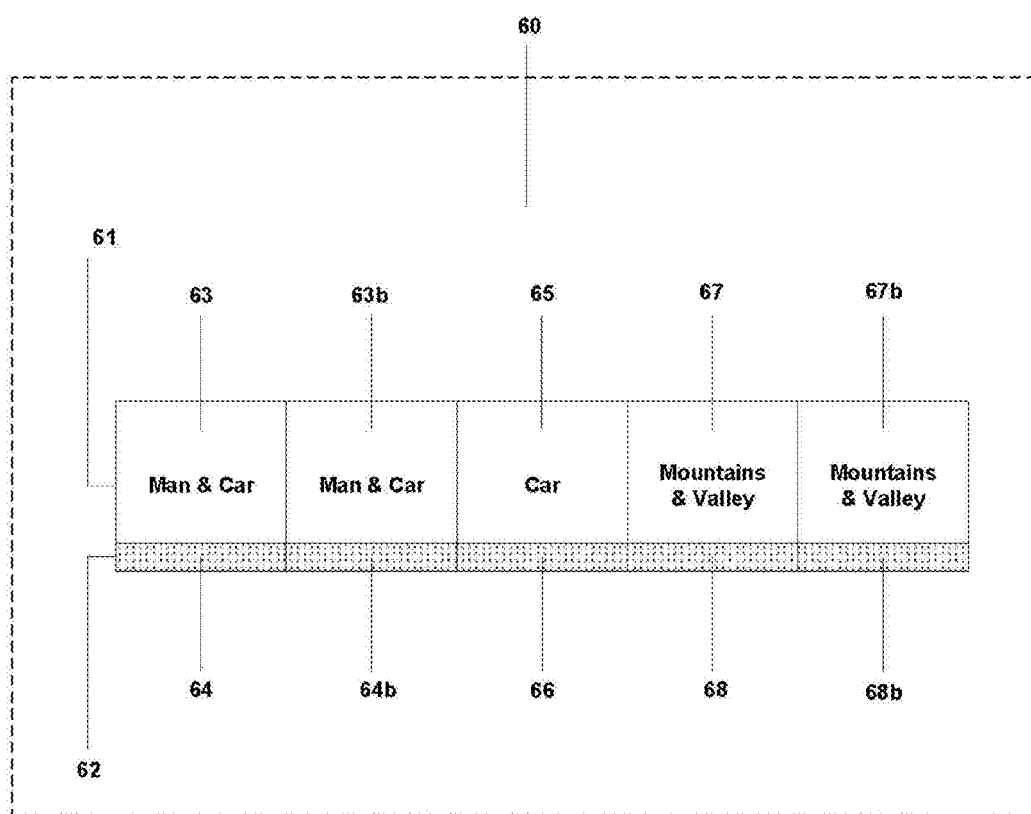 60
61
63 63b 65 67 67b
Man & Car Man & Car Car Mountains & Valley Mountains & Valley
64 64b 66 68 68b
62